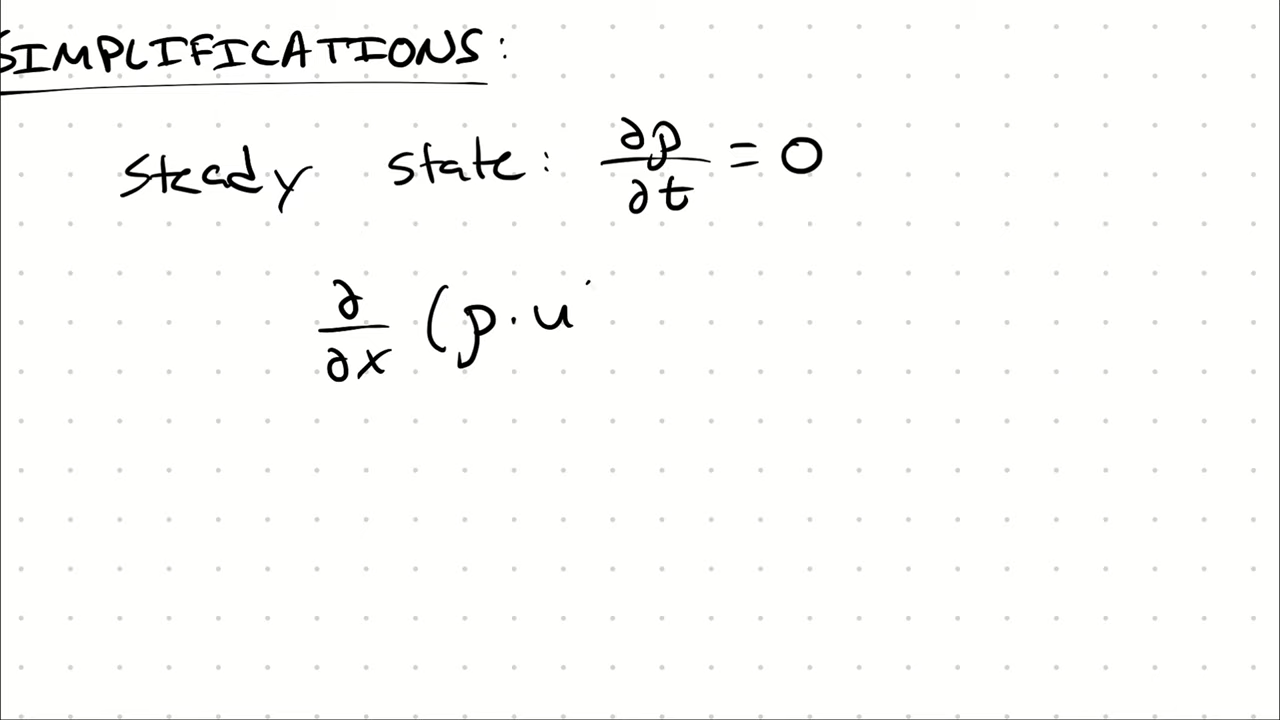 SIMPLIFICATIONS:
steady state: ∂ρ/∂t = 0
∂/∂x (ρ · u